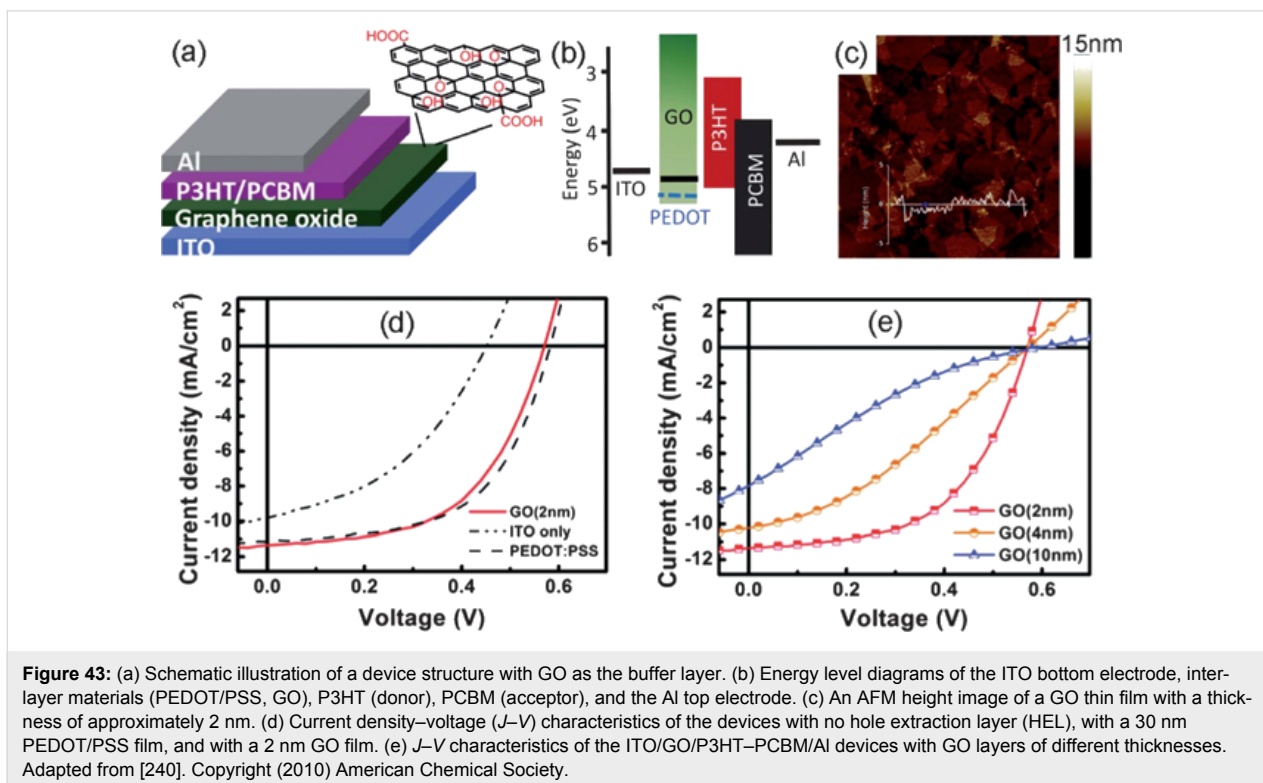 (a)
HOOC
OH
O
O
O
OH
OH
COOH
Al
P3HT/PCBM
Graphene oxide
ITO
(b)
Energy (eV)
3
4
5
6
ITO
GO
PEDOT
P3HT
PCBM
Al
(c)
15nm
Height (nm)
5
0
-5
(d)
Current density (mA/cm²)
2
0
-2
-4
-6
-8
-10
-12
GO(2nm)
ITO only
PEDOT:PSS
0.0 0.2 0.4 0.6
Voltage (V)
(e)
Current density (mA/cm²)
2
0
-2
-4
-6
-8
-10
-12
GO(2nm)
GO(4nm)
GO(10nm)
0.0 0.2 0.4 0.6
Voltage (V)
Figure 43: (a) Schematic illustration of a device structure with GO as the buffer layer. (b) Energy level diagrams of the ITO bottom electrode, inter-
layer materials (PEDOT/PSS, GO), P3HT (donor), PCBM (acceptor), and the Al top electrode. (c) An AFM height image of a GO thin film with a thick-
ness of approximately 2 nm. (d) Current density–voltage (J–V) characteristics of the devices with no hole extraction layer (HEL), with a 30 nm
PEDOT/PSS film, and with a 2 nm GO film. (e) J–V characteristics of the ITO/GO/P3HT–PCBM/Al devices with GO layers of different thicknesses.
Adapted from [240]. Copyright (2010) American Chemical Society.